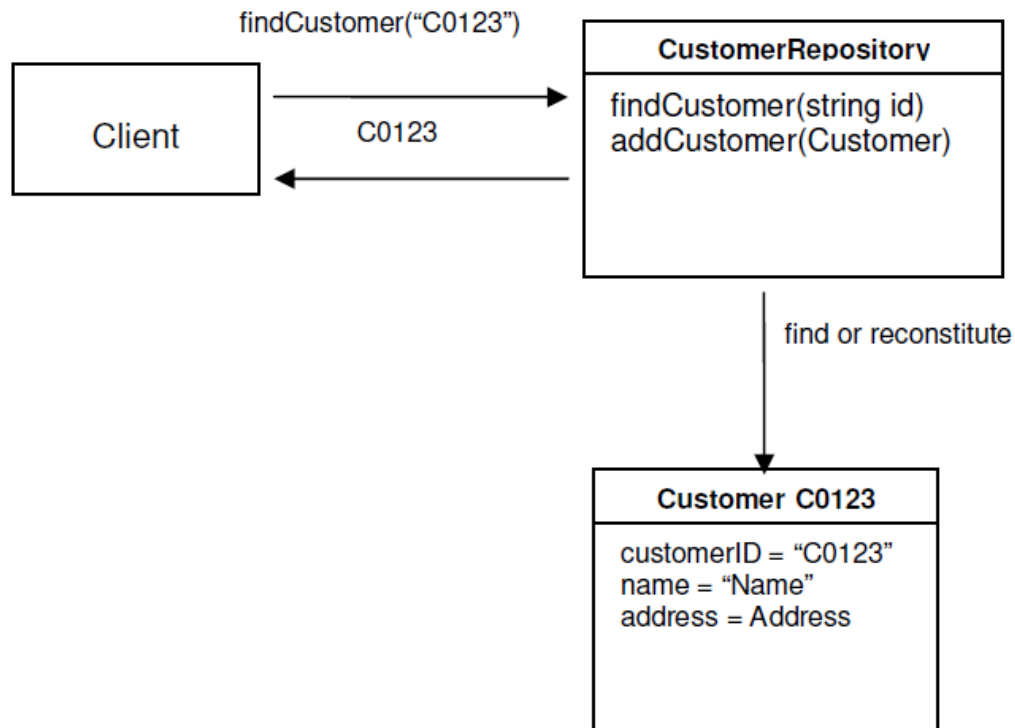 findCustomer(“C0123”)
CustomerRepository
Client
C0123
findCustomer(string id)
addCustomer(Customer)
find or reconstitute
Customer C0123
customerID = “C0123”
name = “Name”
address = Address